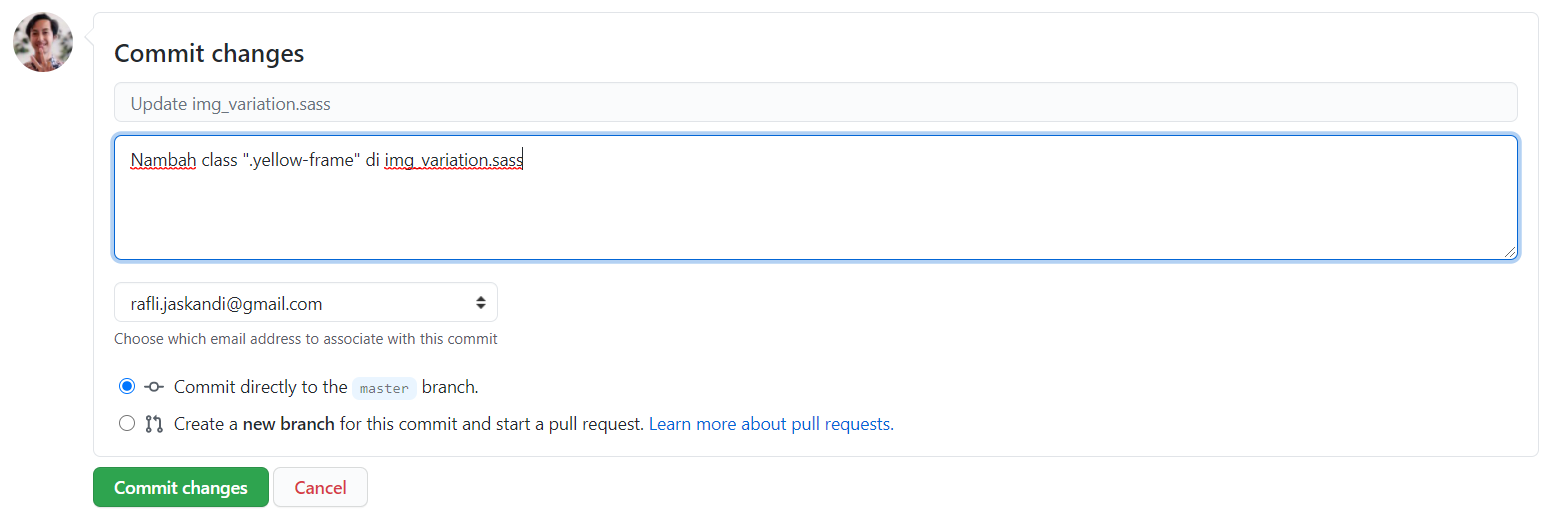 Commit changes
Update img_variation.sass
Nambah class ".yellow-frame" di img_variation.sass
rafli.jaskandi@gmail.com
Choose which email address to associate with this commit
Commit directly to the master branch.
Create a new branch for this commit and start a pull request. Learn more about pull requests.
Commit changes Cancel